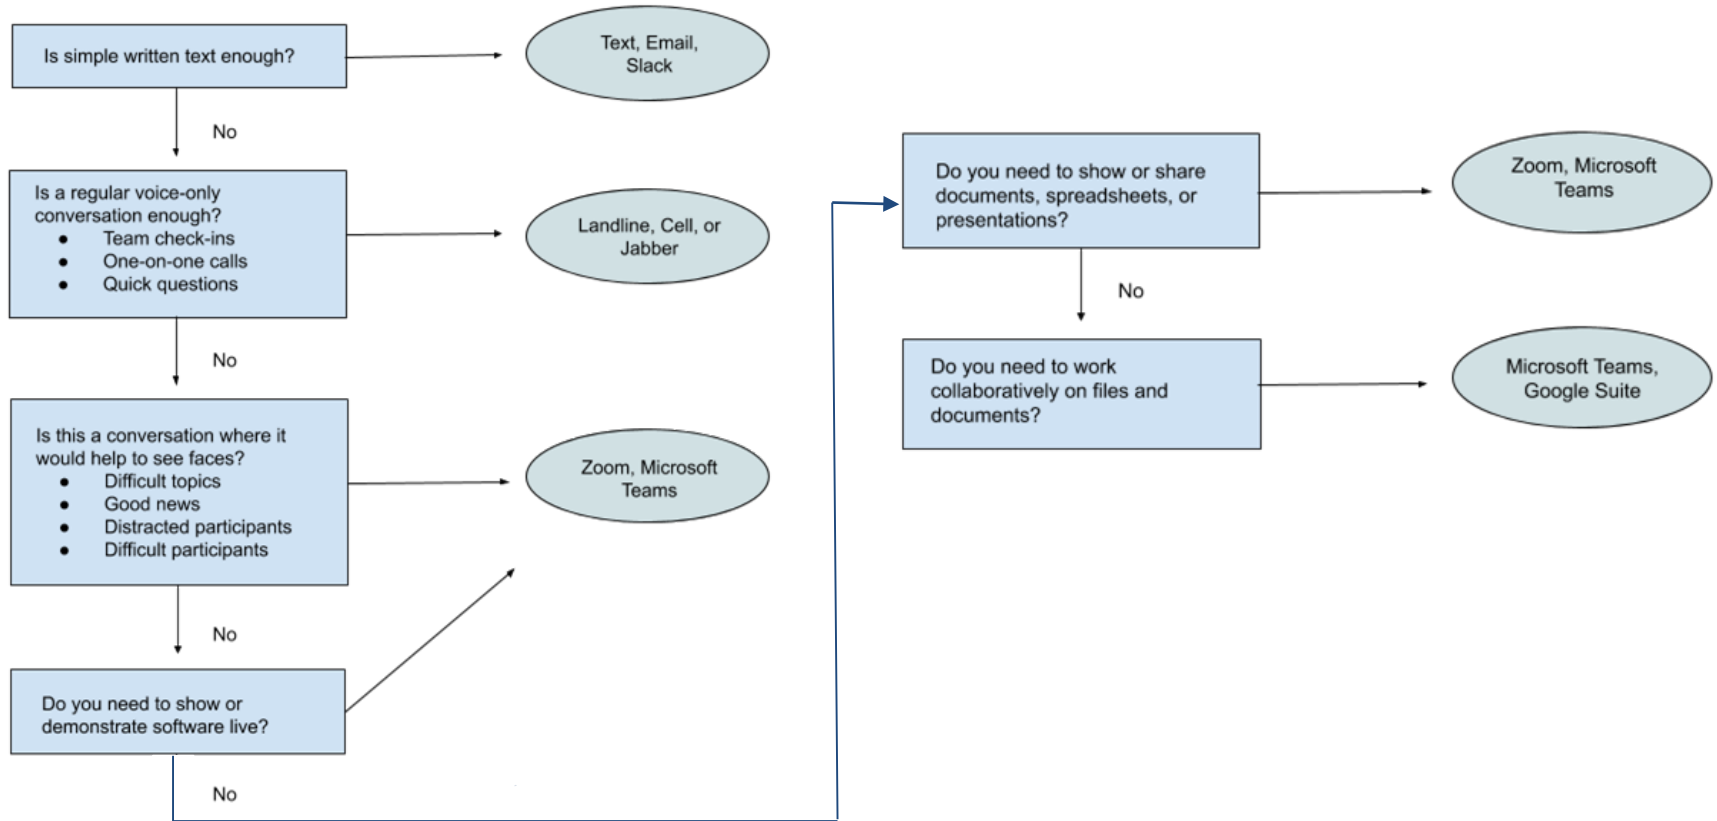 Is simple written text enough?
Text, Email,
Slack
No
Is a regular voice-only
conversation enough?
● Team check-ins
● One-on-one calls
● Quick questions
Landline, Cell, or
Jabber
No
Is this a conversation where it
would help to see faces?
● Difficult topics
● Good news
● Distracted participants
● Difficult participants
Zoom, Microsoft
Teams
No
Do you need to show or
demonstrate software live?
No
Do you need to show or share
documents, spreadsheets, or
presentations?
Zoom, Microsoft
Teams
No
Do you need to work
collaboratively on files and
documents?
Microsoft Teams,
Google Suite